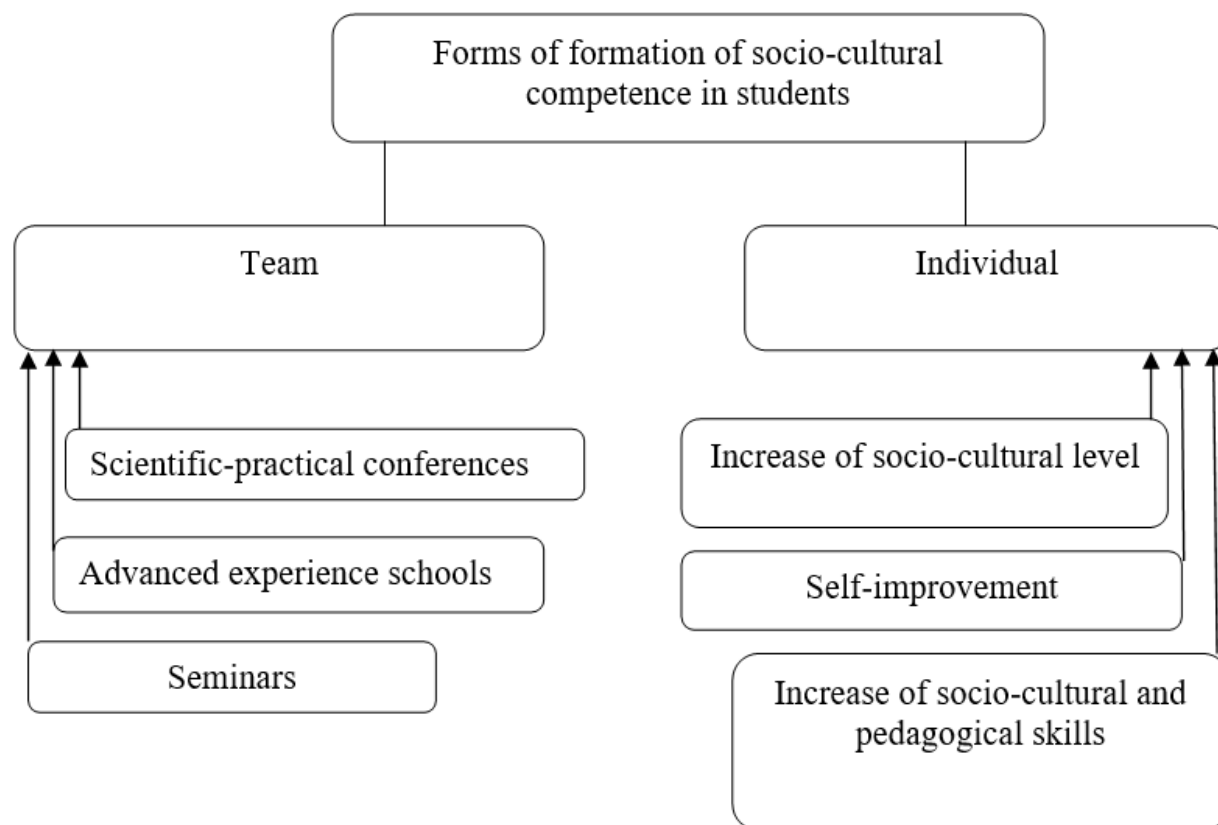 Forms of formation of socio-cultural
competence in students
Team
Individual
Scientific-practical conferences
Advanced experience schools
Seminars
Increase of socio-cultural level
Self-improvement
Increase of socio-cultural and
pedagogical skills